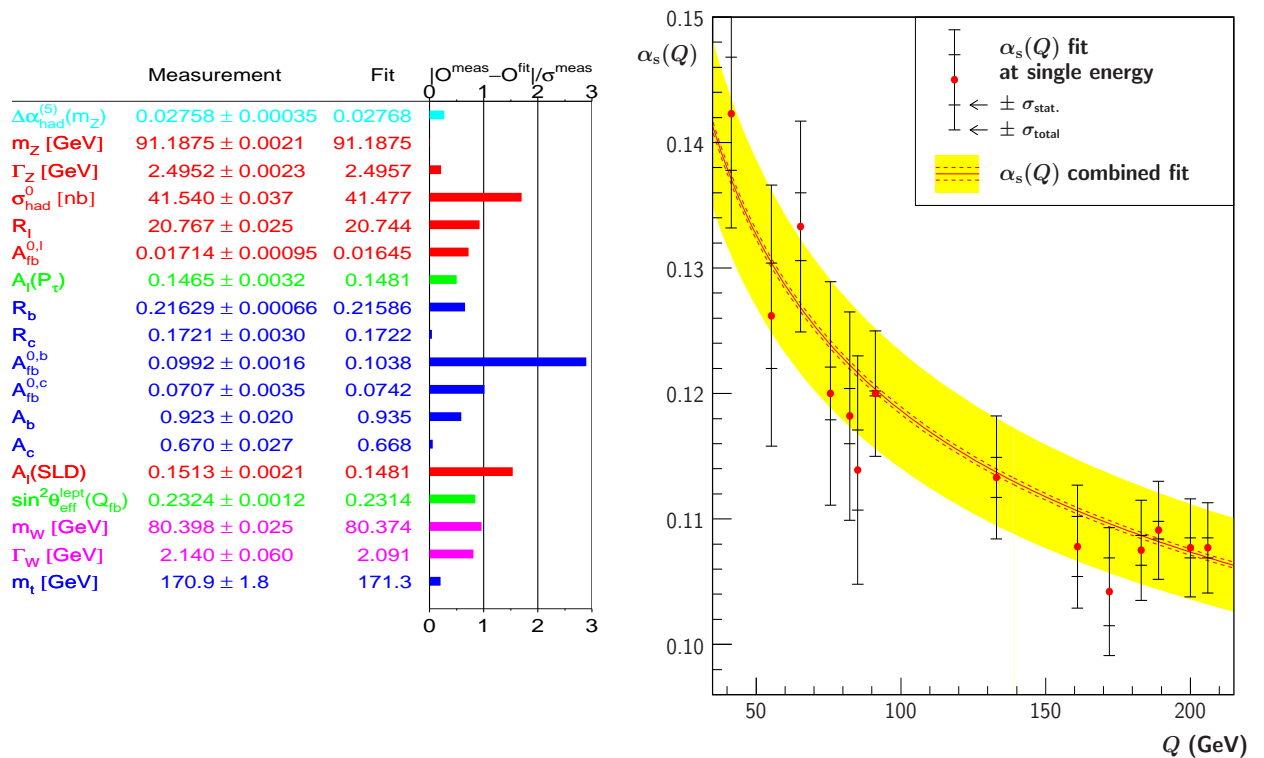 Measurement Fit |O^meas−O^fit|/σ^meas
0 1 2 3
Δα_had^(5)(m_Z) 0.02758 ± 0.00035 0.02768
m_Z [GeV] 91.1875 ± 0.0021 91.1875
Γ_Z [GeV] 2.4952 ± 0.0023 2.4957
σ_had^0 [nb] 41.540 ± 0.037 41.477
R_l 20.767 ± 0.025 20.744
A_fb^0,l 0.01714 ± 0.00095 0.01645
A_l(P_τ) 0.1465 ± 0.0032 0.1481
R_b 0.21629 ± 0.00066 0.21586
R_c 0.1721 ± 0.0030 0.1722
A_fb^0,b 0.0992 ± 0.0016 0.1038
A_fb^0,c 0.0707 ± 0.0035 0.0742
A_b 0.923 ± 0.020 0.935
A_c 0.670 ± 0.027 0.668
A_l(SLD) 0.1513 ± 0.0021 0.1481
sin²θ_eff^lept(Q_fb) 0.2324 ± 0.0012 0.2314
m_W [GeV] 80.398 ± 0.025 80.374
Γ_W [GeV] 2.140 ± 0.060 2.091
m_t [GeV] 170.9 ± 1.8 171.3
0 1 2 3
0.15
α_s(Q)
0.14
0.13
0.12
0.11
0.10
α_s(Q) fit
at single energy
± σ_stat.
± σ_total
α_s(Q) combined fit
50 100 150 200
Q (GeV)